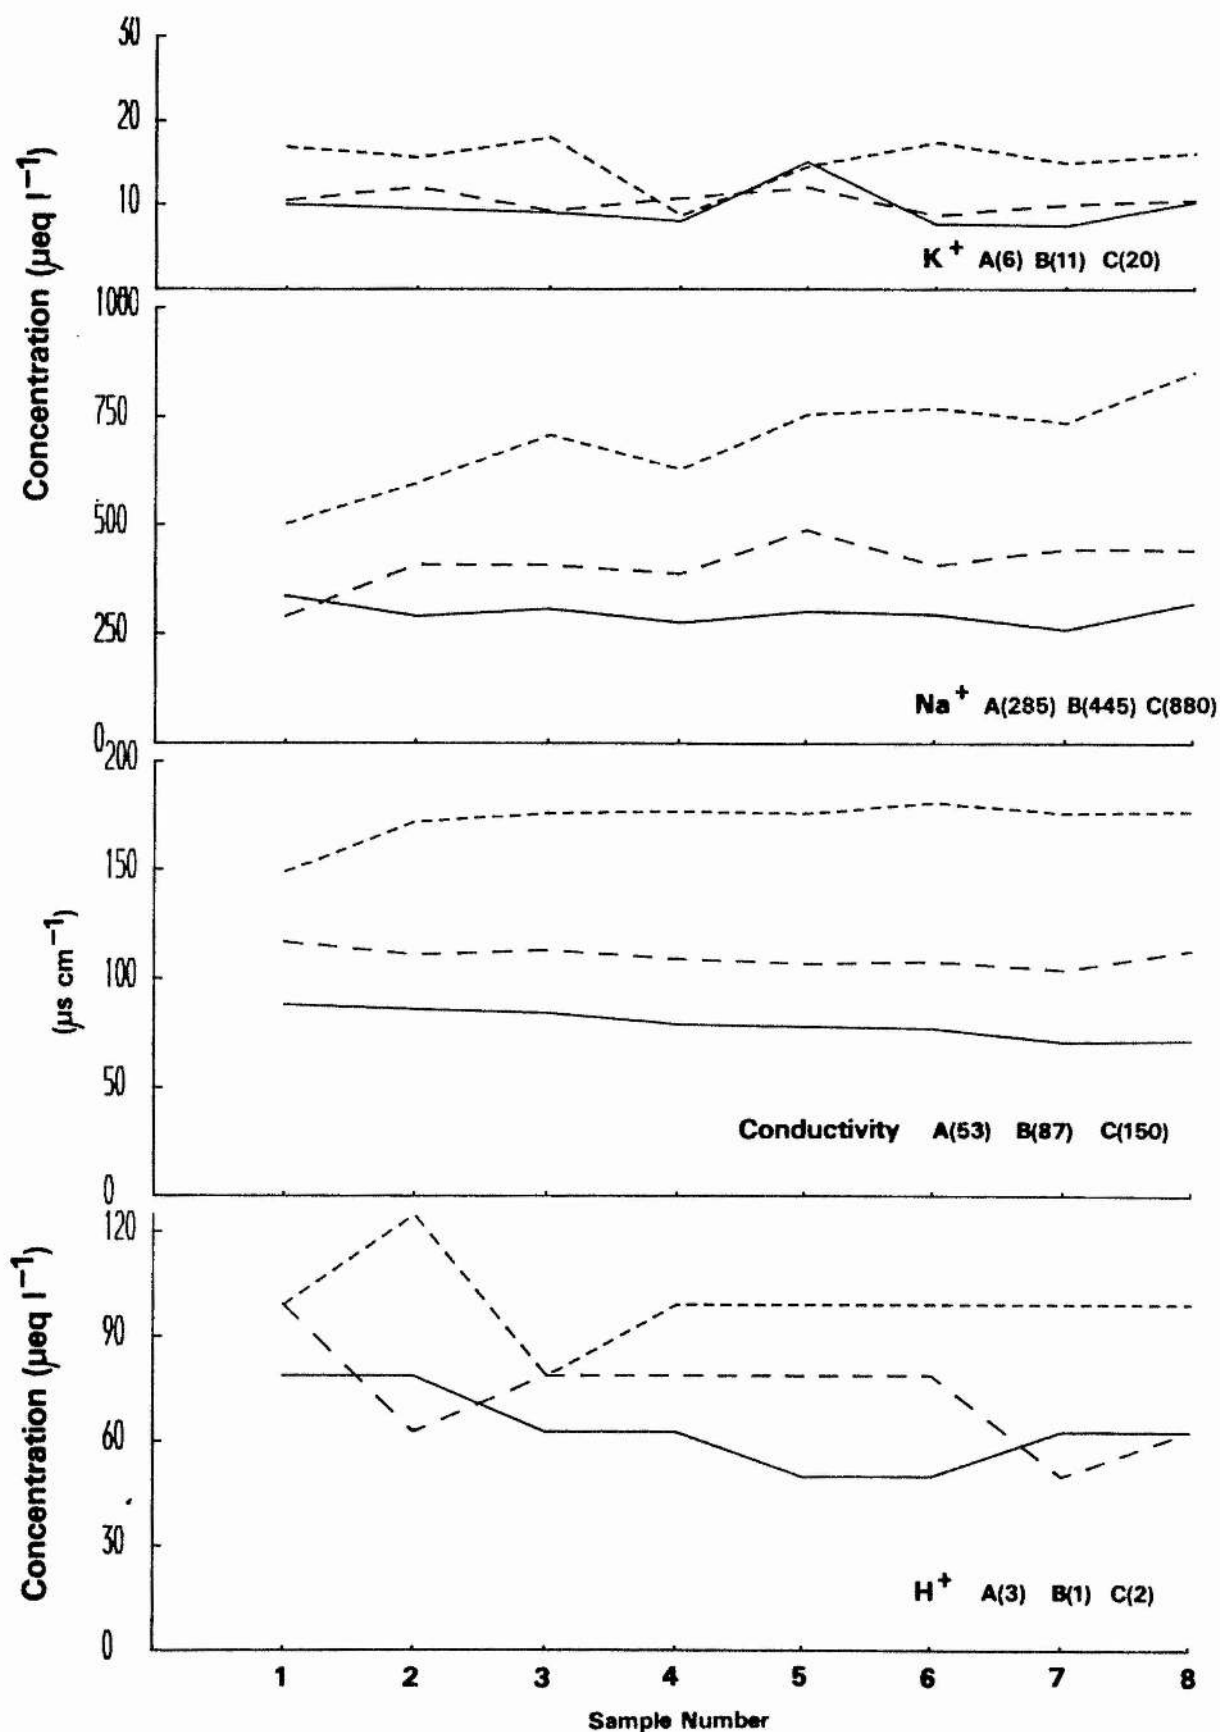 30
20
10
Concentration (µeq l⁻¹)
K⁺ A(6) B(11) C(20)
1000
750
500
250
0
Na⁺ A(285) B(445) C(880)
200
150
100
50
0
(µs cm⁻¹)
Conductivity A(53) B(87) C(150)
120
90
60
30
0
Concentration (µeq l⁻¹)
H⁺ A(3) B(1) C(2)
1 2 3 4 5 6 7 8
Sample Number